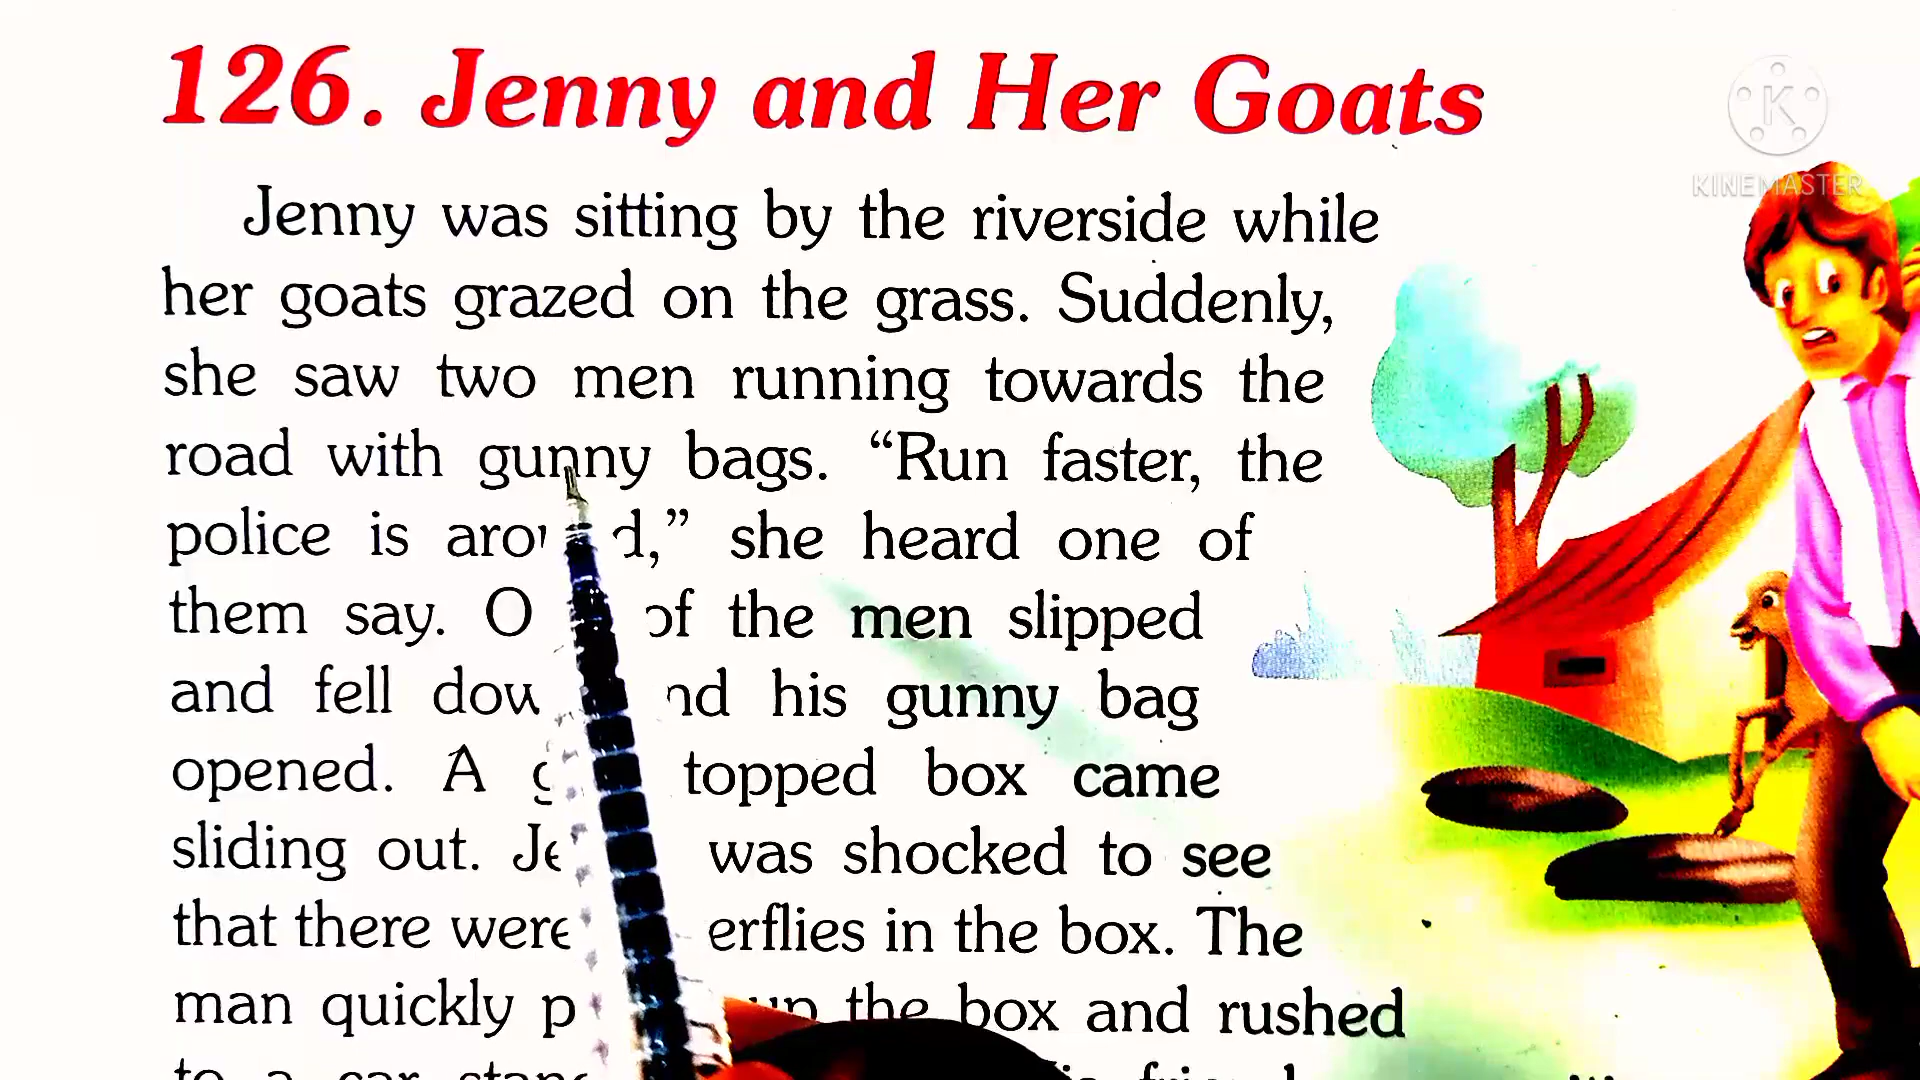 126. Jenny and Her Goats
K
KINEMASTER
Jenny was sitting by the riverside while
her goats grazed on the grass. Suddenly,
she saw two men running towards the
road with gunny bags. “Run faster, the
police is d,” she heard one of
them say. of the men slipped
and fell his gunny bag
opened. A topped box came
sliding out. was shocked to see
that there were erflies in the box. The
man quickly up the box and rushed
to a car